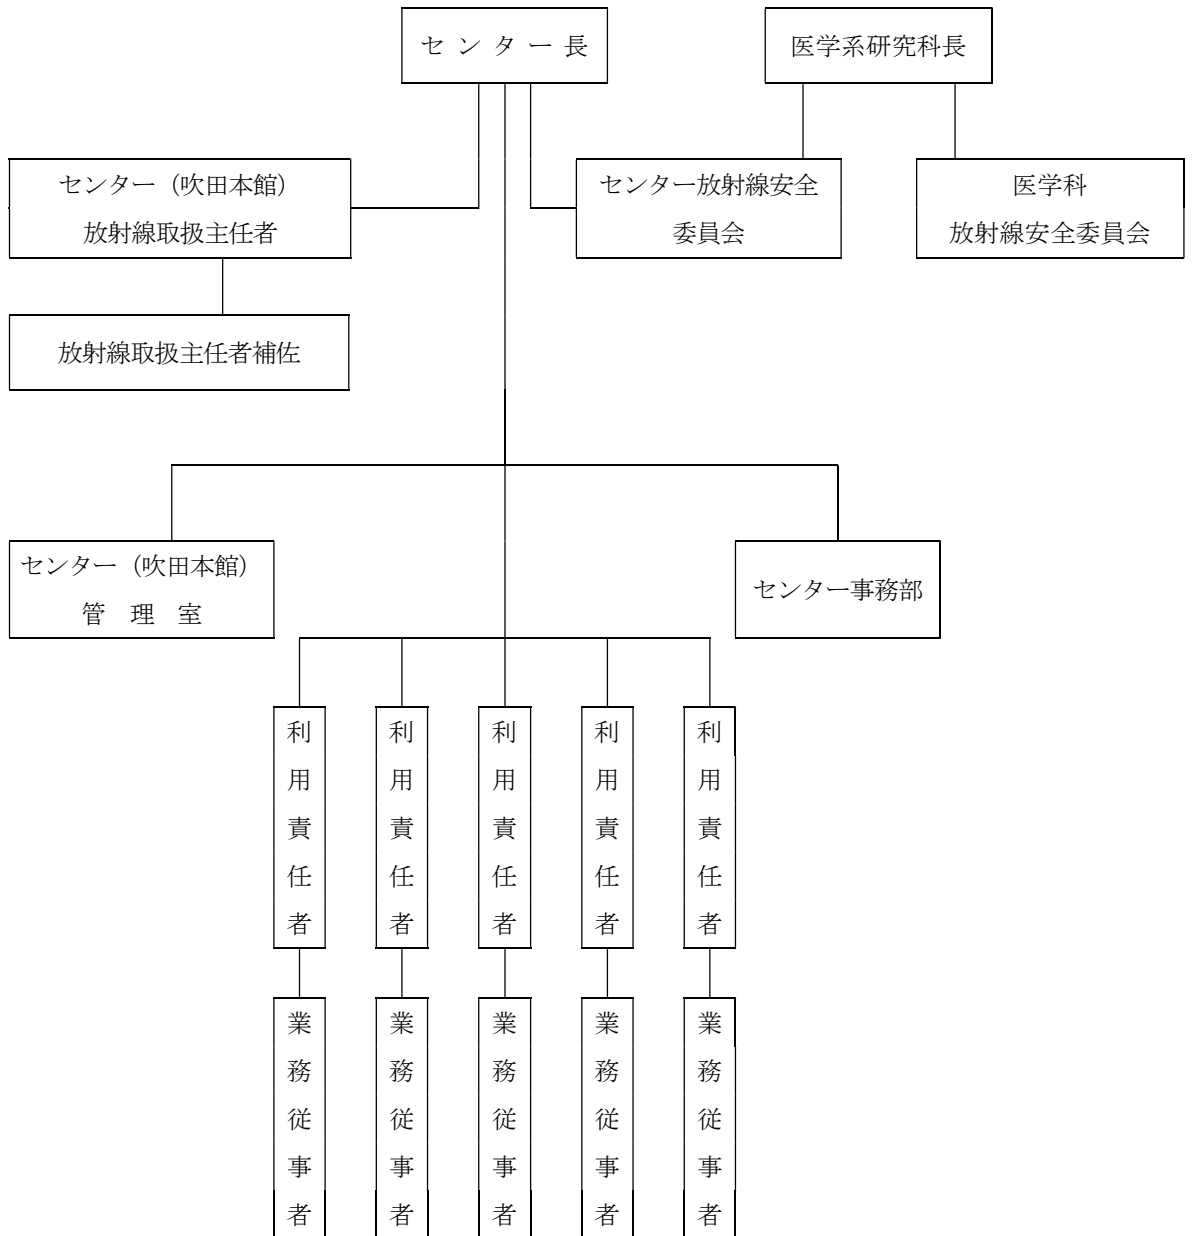 セ ン タ ー 長
医学系研究科長
センター（吹田本館）
放射線取扱主任者
センター放射線安全
委員会
医学科
放射線安全委員会
放射線取扱主任者補佐
センター（吹田本館）
管 理 室
センター事務部
利用責任者
利用責任者
利用責任者
利用責任者
利用責任者
業務従事者
業務従事者
業務従事者
業務従事者
業務従事者